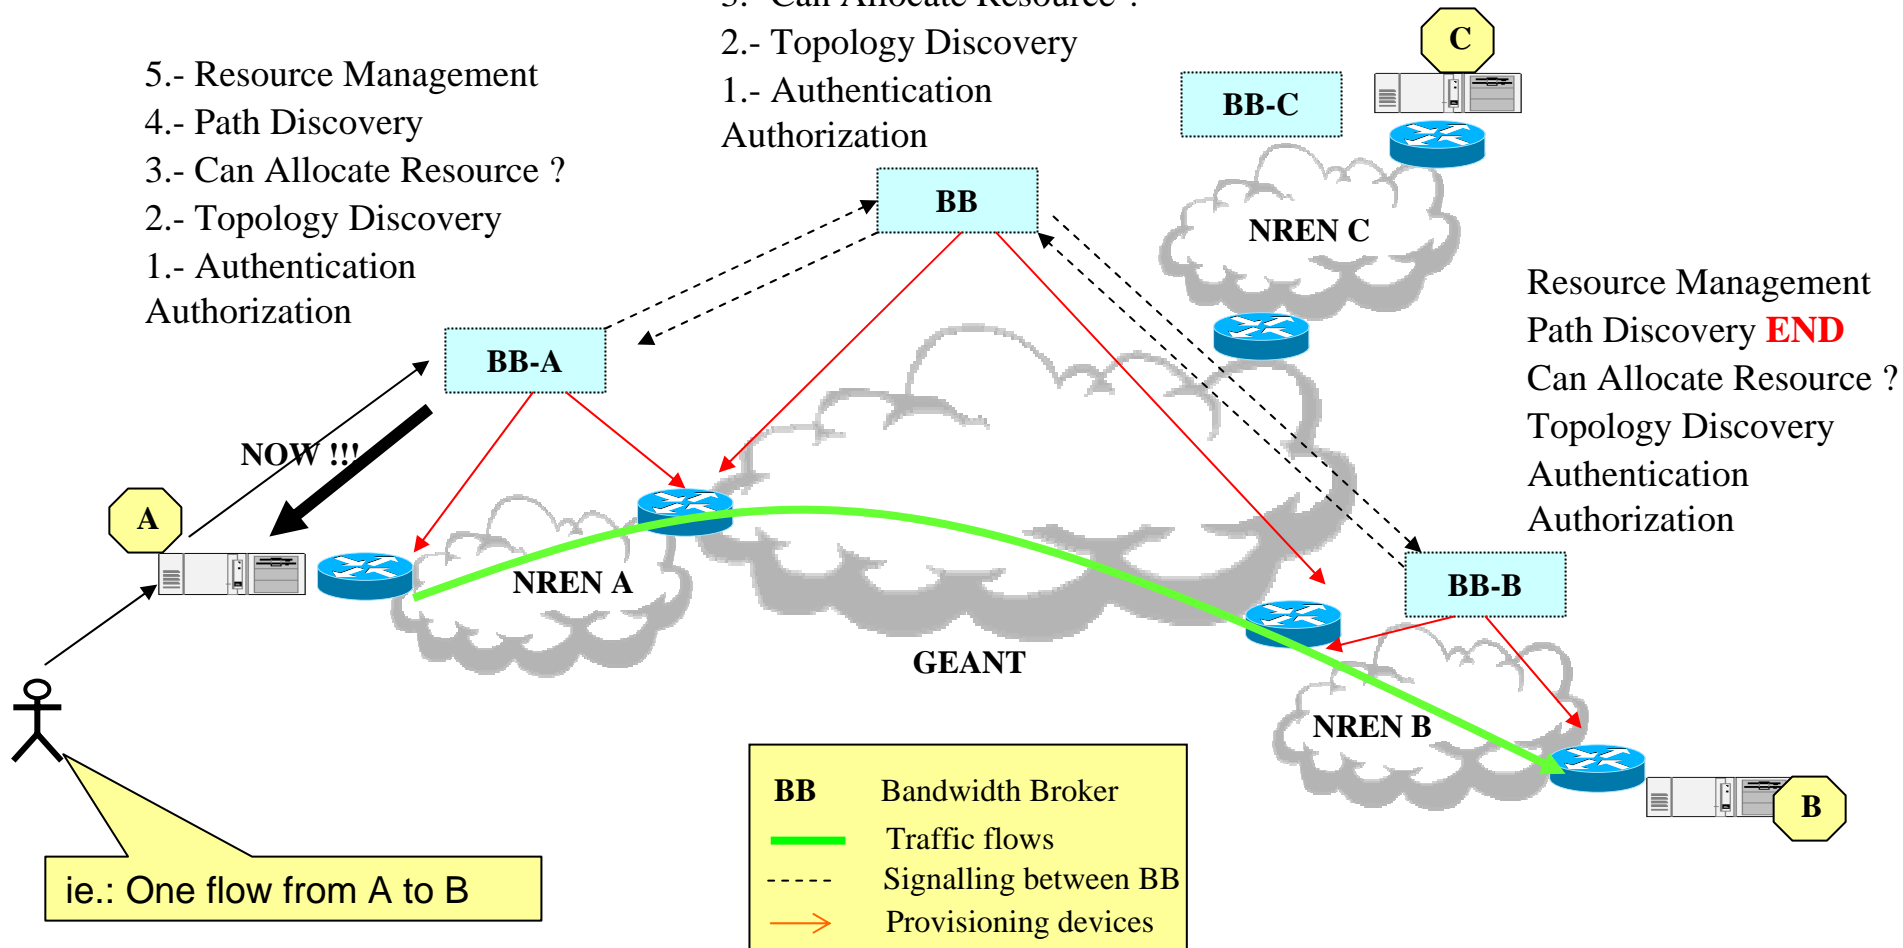 3.- Can Allocate Resource ?
2.- Topology Discovery
1.- Authentication
Authorization
5.- Resource Management
4.- Path Discovery
3.- Can Allocate Resource ?
2.- Topology Discovery
1.- Authentication
Authorization
C
BB-C
BB
NREN C
Resource Management
Path Discovery END
Can Allocate Resource ?
Topology Discovery
Authentication
Authorization
BB-A
NOW !!!
A
NREN A
BB-B
GEANT
NREN B
B
BB Bandwidth Broker
Traffic flows
Signalling between BB
Provisioning devices
ie.: One flow from A to B